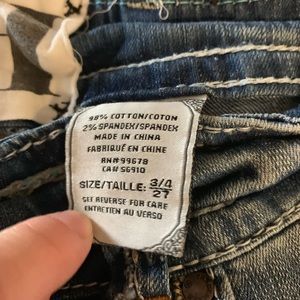 98% COTTON/COTON
2% SPANDEX/SPANDEX
MADE IN CHINA
FABRIQUÉ EN CHINE
RN#99678
CA# 56910
SIZE/TAILLE: 3/4
27
SEE REVERSE FOR CARE
ENTRETIEN AU VERSO